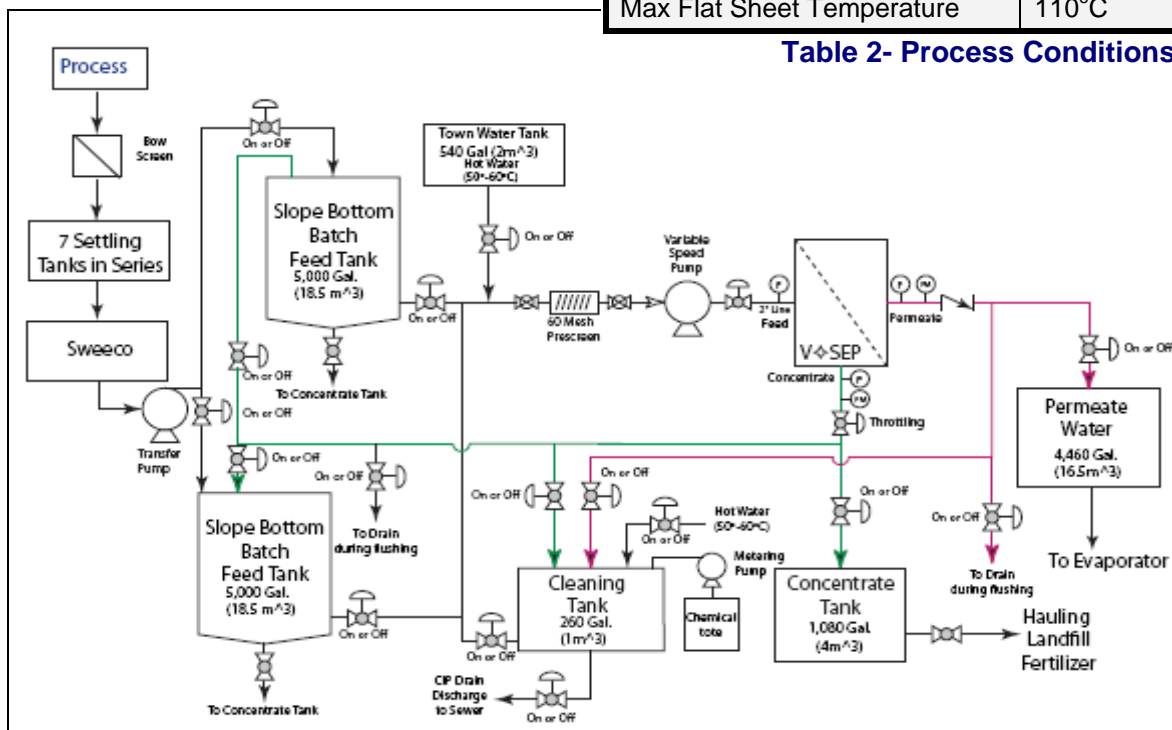 Max Flat Sheet Temperature 110°C
Table 2- Process Conditions
Process
Bow
Screen
7 Settling
Tanks in Series
Sweeco
Transfer
Pump
On or Off
Slope Bottom
Batch
Feed Tank
5,000 Gal.
(18.5 m^3)
On or Off
To Concentrate Tank
On or Off
On or Off
On or Off
On or Off
Slope Bottom
Batch
Feed Tank
5,000 Gal.
(18.5 m^3)
On or Off
To Concentrate Tank
On or Off
To Drain
during flushing
Town Water Tank
540 Gal (2m^3)
Hot Water
(50°-60°C)
On or Off
60 Mesh
Prescreen
Variable
Speed
Pump
P
2" Line
Feed
V✧SEP
P
FM
Permeate
Concentrate
P
FM
Throttling
On or Off
On or Off
On or Off
Hot Water
(50°-60°C)
On or Off
Metering
Pump
Chemical
tote
Cleaning
Tank
260 Gal.
(1m^3)
On or Off
CIP Drain
Discharge
to Sewer
On or Off
On or Off
Concentrate
Tank
1,080 Gal.
(4m^3)
Hauling
Landfill
Fertilizer
On or Off
Permeate
Water
4,460 Gal.
(16.5m^3)
On or Off
To Drain
during flushing
To Evaporator